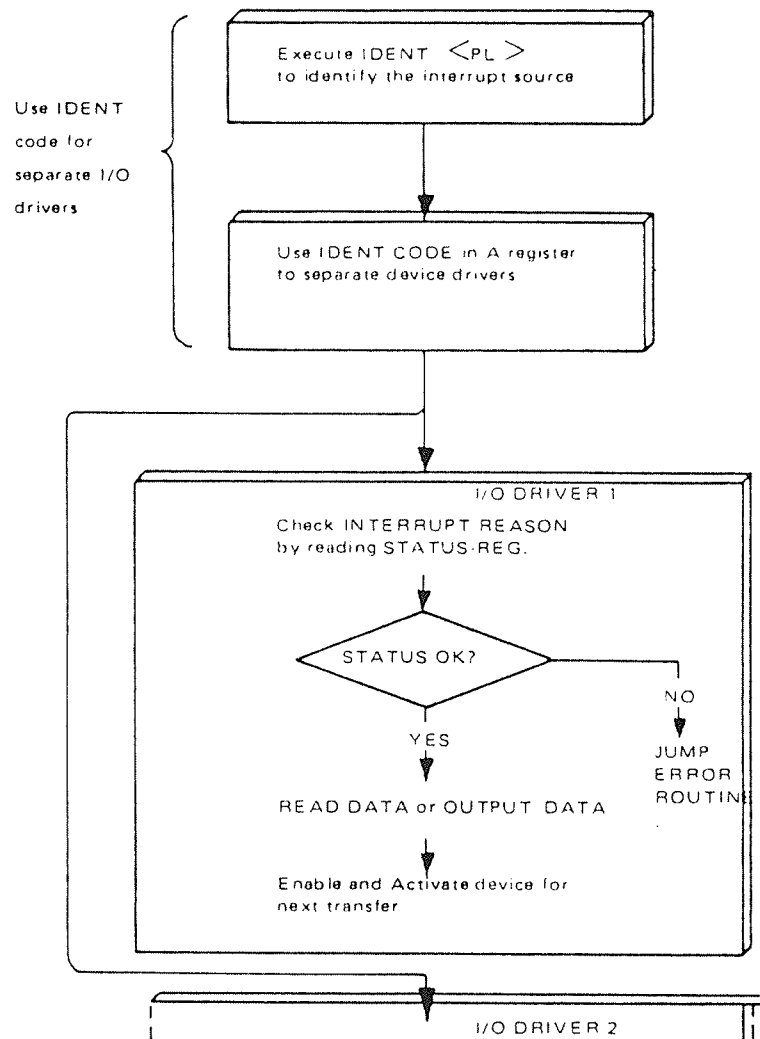 Execute IDENT <PL>
to identify the interrupt source
Use IDENT
code for
separate I/O
drivers
Use IDENT CODE in A register
to separate device drivers
I/O DRIVER 1
Check INTERRUPT REASON
by reading STATUS-REG.
STATUS OK?
NO
YES
JUMP
ERROR
ROUTINE
READ DATA or OUTPUT DATA
Enable and Activate device for
next transfer
I/O DRIVER 2